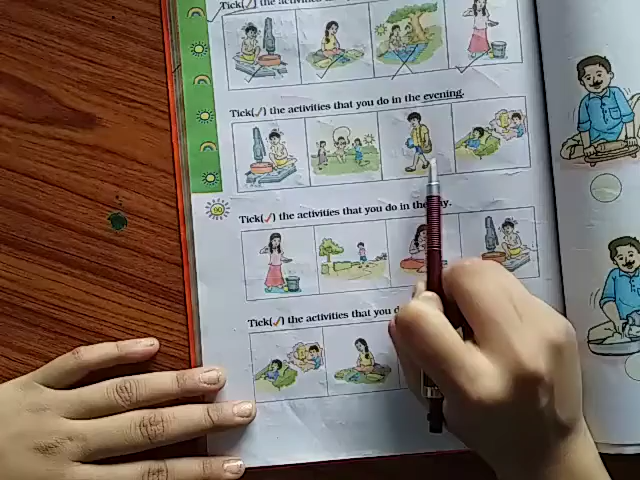 Tick(✓) the activities
Tick(✓) the activities that you do in the evening.
Tick(✓) the activities that you do in the
Tick(✓) the activities that you